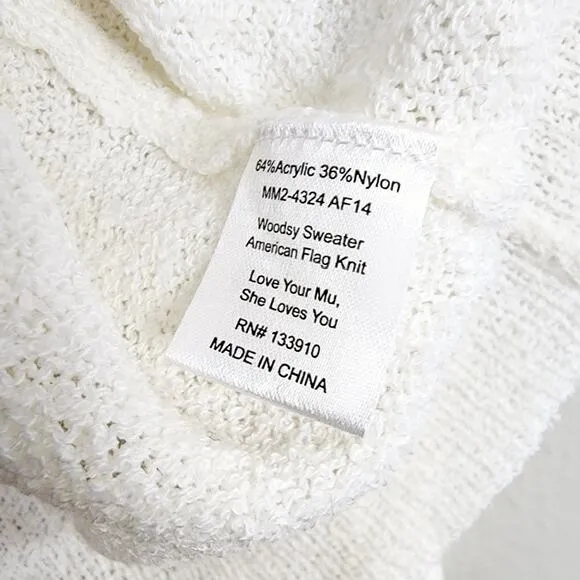 64%Acrylic 36%Nylon
MM2-4324 AF14
Woodsy Sweater
American Flag Knit
Love Your Mu,
She Loves You
RN# 133910
MADE IN CHINA